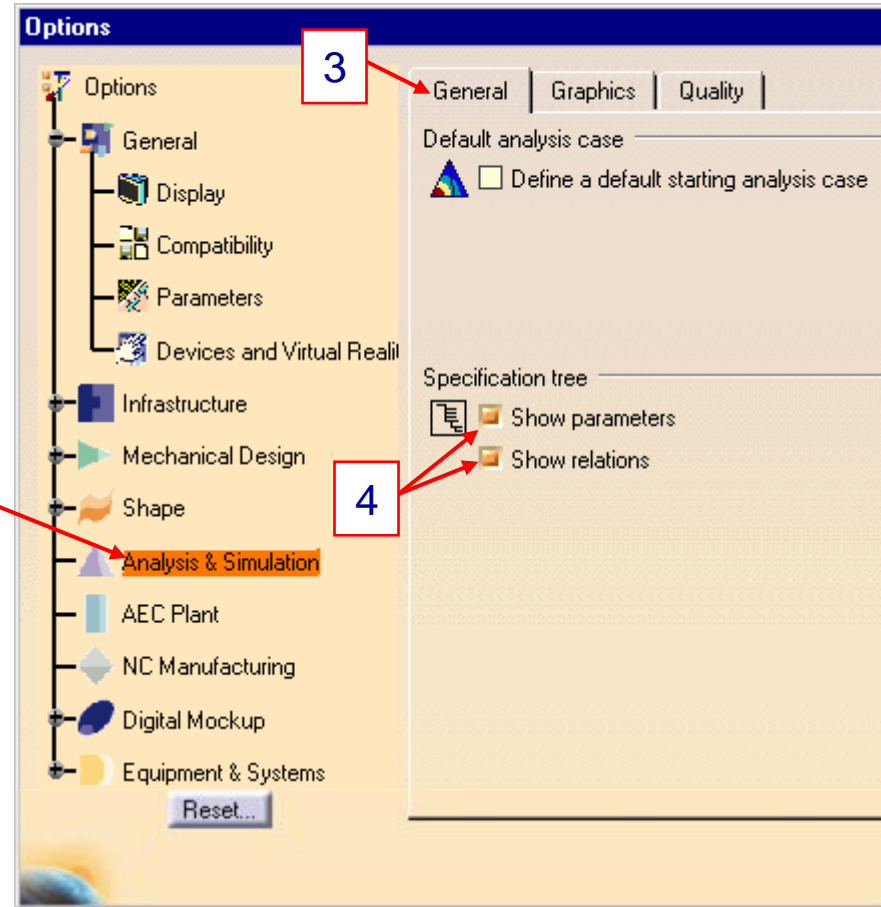 Options
3
Options
General
Display
Compatibility
Parameters
Devices and Virtual Realit
Infrastructure
Mechanical Design
Shape
Analysis & Simulation
AEC Plant
NC Manufacturing
Digital Mockup
Equipment & Systems
Reset...
General
Graphics
Quality
Default analysis case
Define a default starting analysis case
Specification tree
Show parameters
Show relations
4